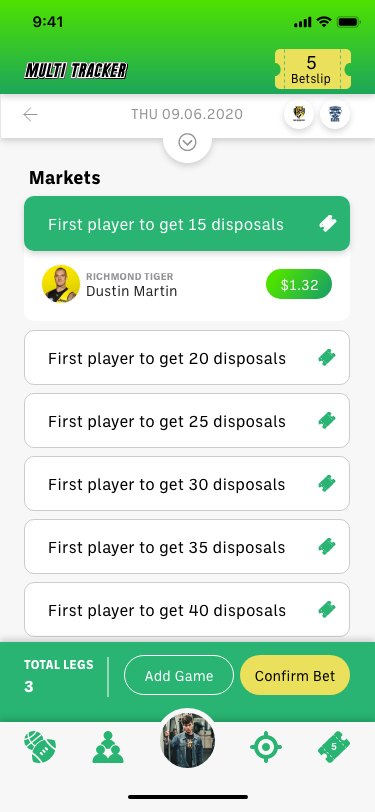 9:41
MULTI TRACKER
5
Betslip
THU 09.06.2020
Markets
First player to get 15 disposals
RICHMOND TIGER
Dustin Martin
$1.32
First player to get 20 disposals
First player to get 25 disposals
First player to get 30 disposals
First player to get 35 disposals
First player to get 40 disposals
TOTAL LEGS
3
Add Game
Confirm Bet
5